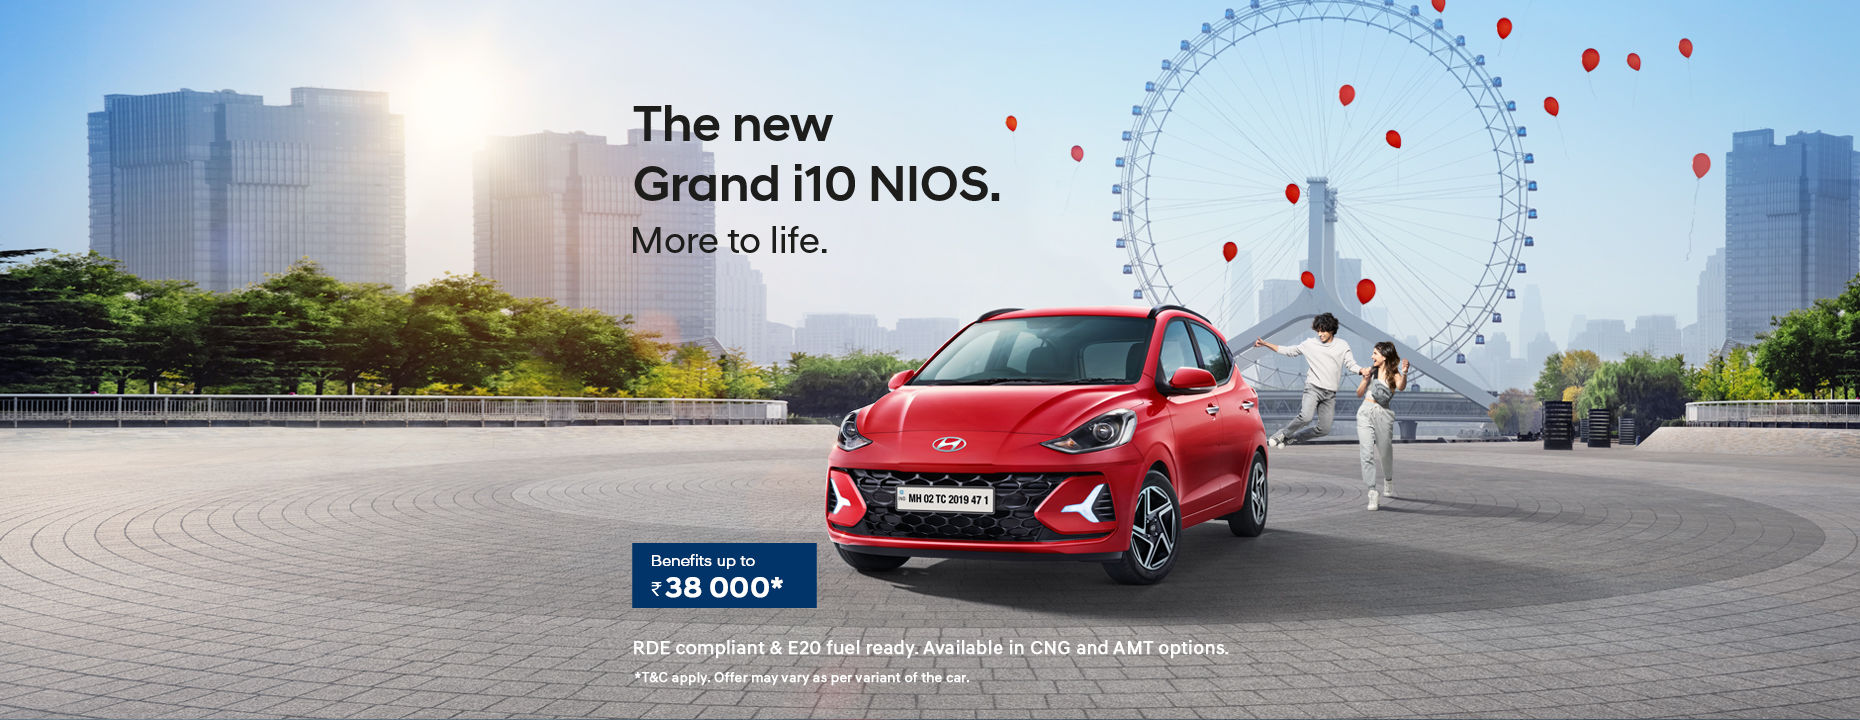 The new
Grand i10 NIOS.
More to life.
MH 02 TC 2019 47 1
Benefits up to
₹ 38 000*
RDE compliant & E20 fuel ready. Available in CNG and AMT options.
*T&C apply. Offer may vary as per variant of the car.